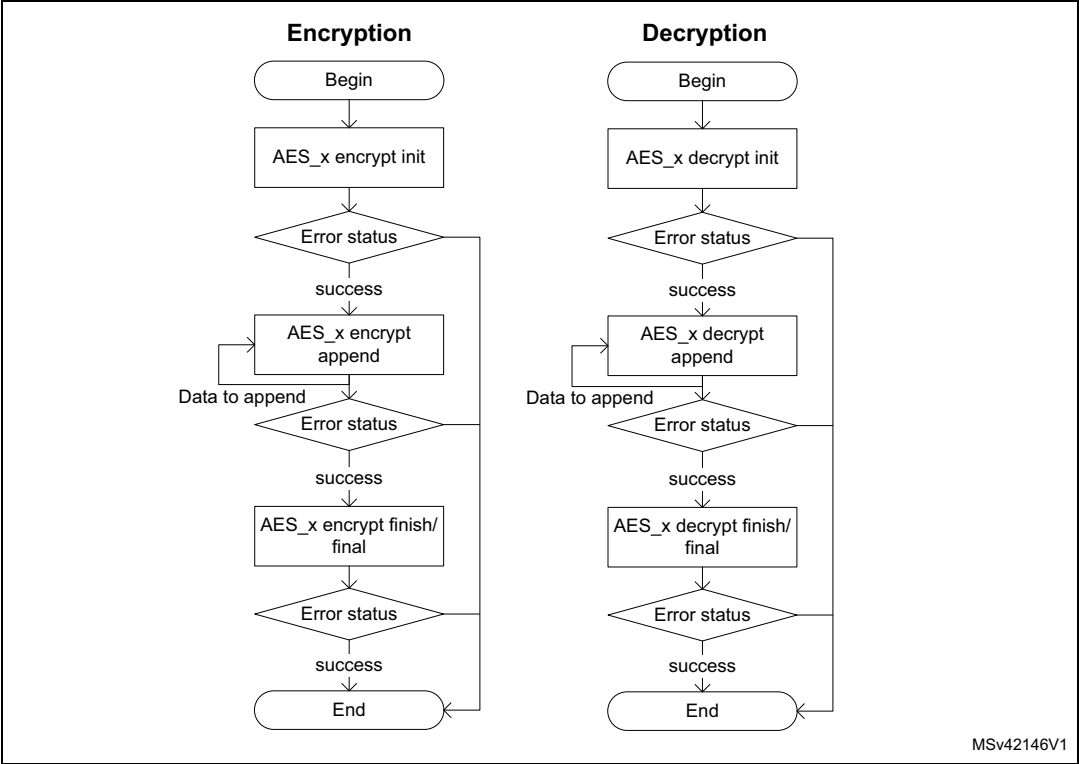 Encryption
Begin
AES_x encrypt init
Error status
success
AES_x encrypt
append
Data to append
Error status
success
AES_x encrypt finish/
final
Error status
success
End
Decryption
Begin
AES_x decrypt init
Error status
success
AES_x decrypt
append
Data to append
Error status
success
AES_x decrypt finish/
final
Error status
success
End
MSv42146V1